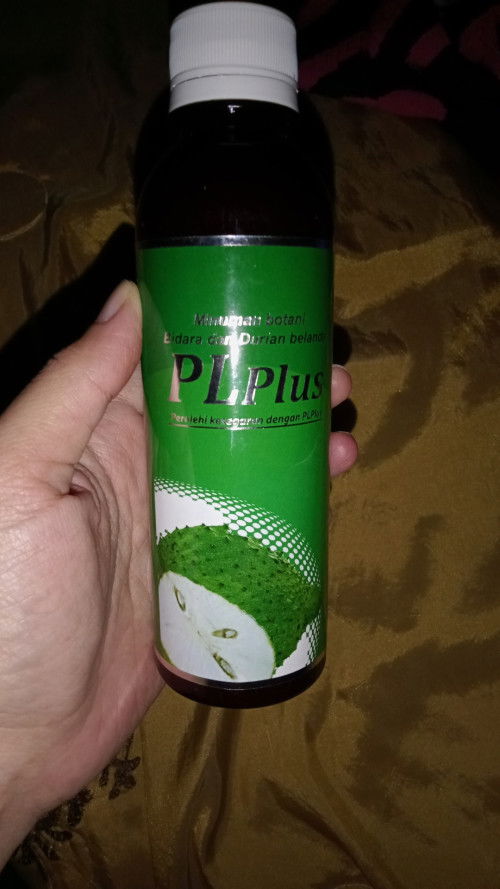 Minuman botani
Bidara dan Durian belanda
PLPlus
Perolehi kesegaran dengan PLPlus